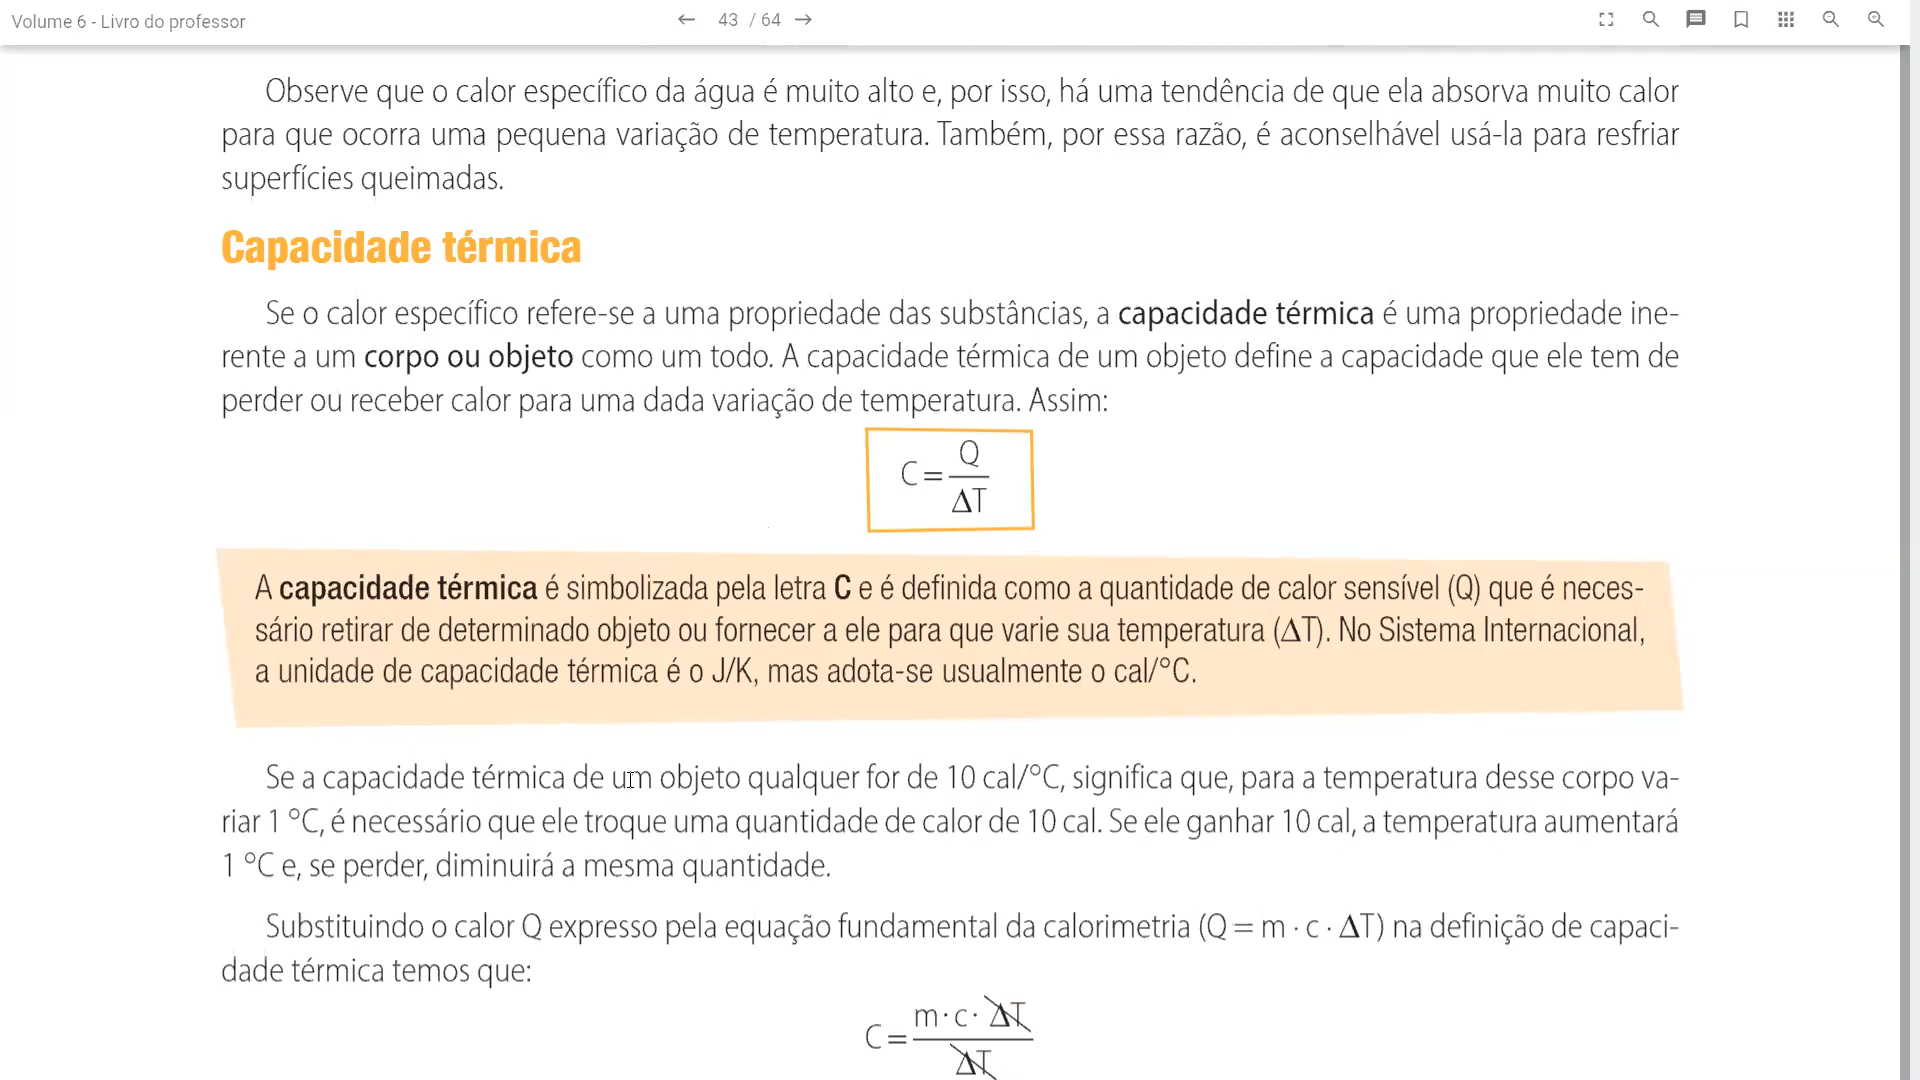 Volume 6 - Livro do professor
43 / 64
Observe que o calor específico da água é muito alto e, por isso, há uma tendência de que ela absorva muito calor
para que ocorra uma pequena variação de temperatura. Também, por essa razão, é aconselhável usá-la para resfriar
superfícies queimadas.
Capacidade térmica
Se o calor específico refere-se a uma propriedade das substâncias, a capacidade térmica é uma propriedade ine-
rente a um corpo ou objeto como um todo. A capacidade térmica de um objeto define a capacidade que ele tem de
perder ou receber calor para uma dada variação de temperatura. Assim:
C = Q / ΔT
A capacidade térmica é simbolizada pela letra C e é definida como a quantidade de calor sensível (Q) que é neces-
sário retirar de determinado objeto ou fornecer a ele para que varie sua temperatura (ΔT). No Sistema Internacional,
a unidade de capacidade térmica é o J/K, mas adota-se usualmente o cal/°C.
Se a capacidade térmica de um objeto qualquer for de 10 cal/°C, significa que, para a temperatura desse corpo va-
riar 1 °C, é necessário que ele troque uma quantidade de calor de 10 cal. Se ele ganhar 10 cal, a temperatura aumentará
1 °C e, se perder, diminuirá a mesma quantidade.
Substituindo o calor Q expresso pela equação fundamental da calorimetria (Q = m · c · ΔT) na definição de capaci-
dade térmica temos que:
C = m · c · ΔT / ΔT